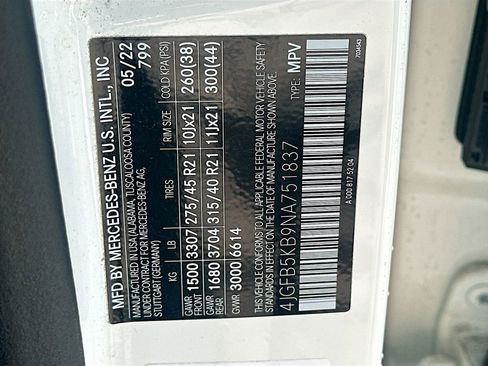 MFD BY MERCEDES-BENZ U.S. INTL., INC
MANUFACTURED IN USA (ALABAMA, TUSCALOOSA COUNTY)
UNDER CONTRACT FOR MERCEDES-BENZ AG,
STUTTGART (GERMANY)
05/22
799
KG LB TIRES RIM SIZE COLD KPA (PSI)
GAWR FRONT 1500 3307 275/45 R21 10Jx21 260(38)
GAWR REAR 1680 3704 315/40 R21 11Jx21 300(44)
GVWR 3000 6614
THIS VEHICLE CONFORMS TO ALL APPLICABLE FEDERAL MOTOR VEHICLE SAFETY
STANDARDS IN EFFECT ON THE DATE OF MANUFACTURE SHOWN ABOVE.
4JGFB5KB9NA751837 MPV
A 000 817 52 04
7034543